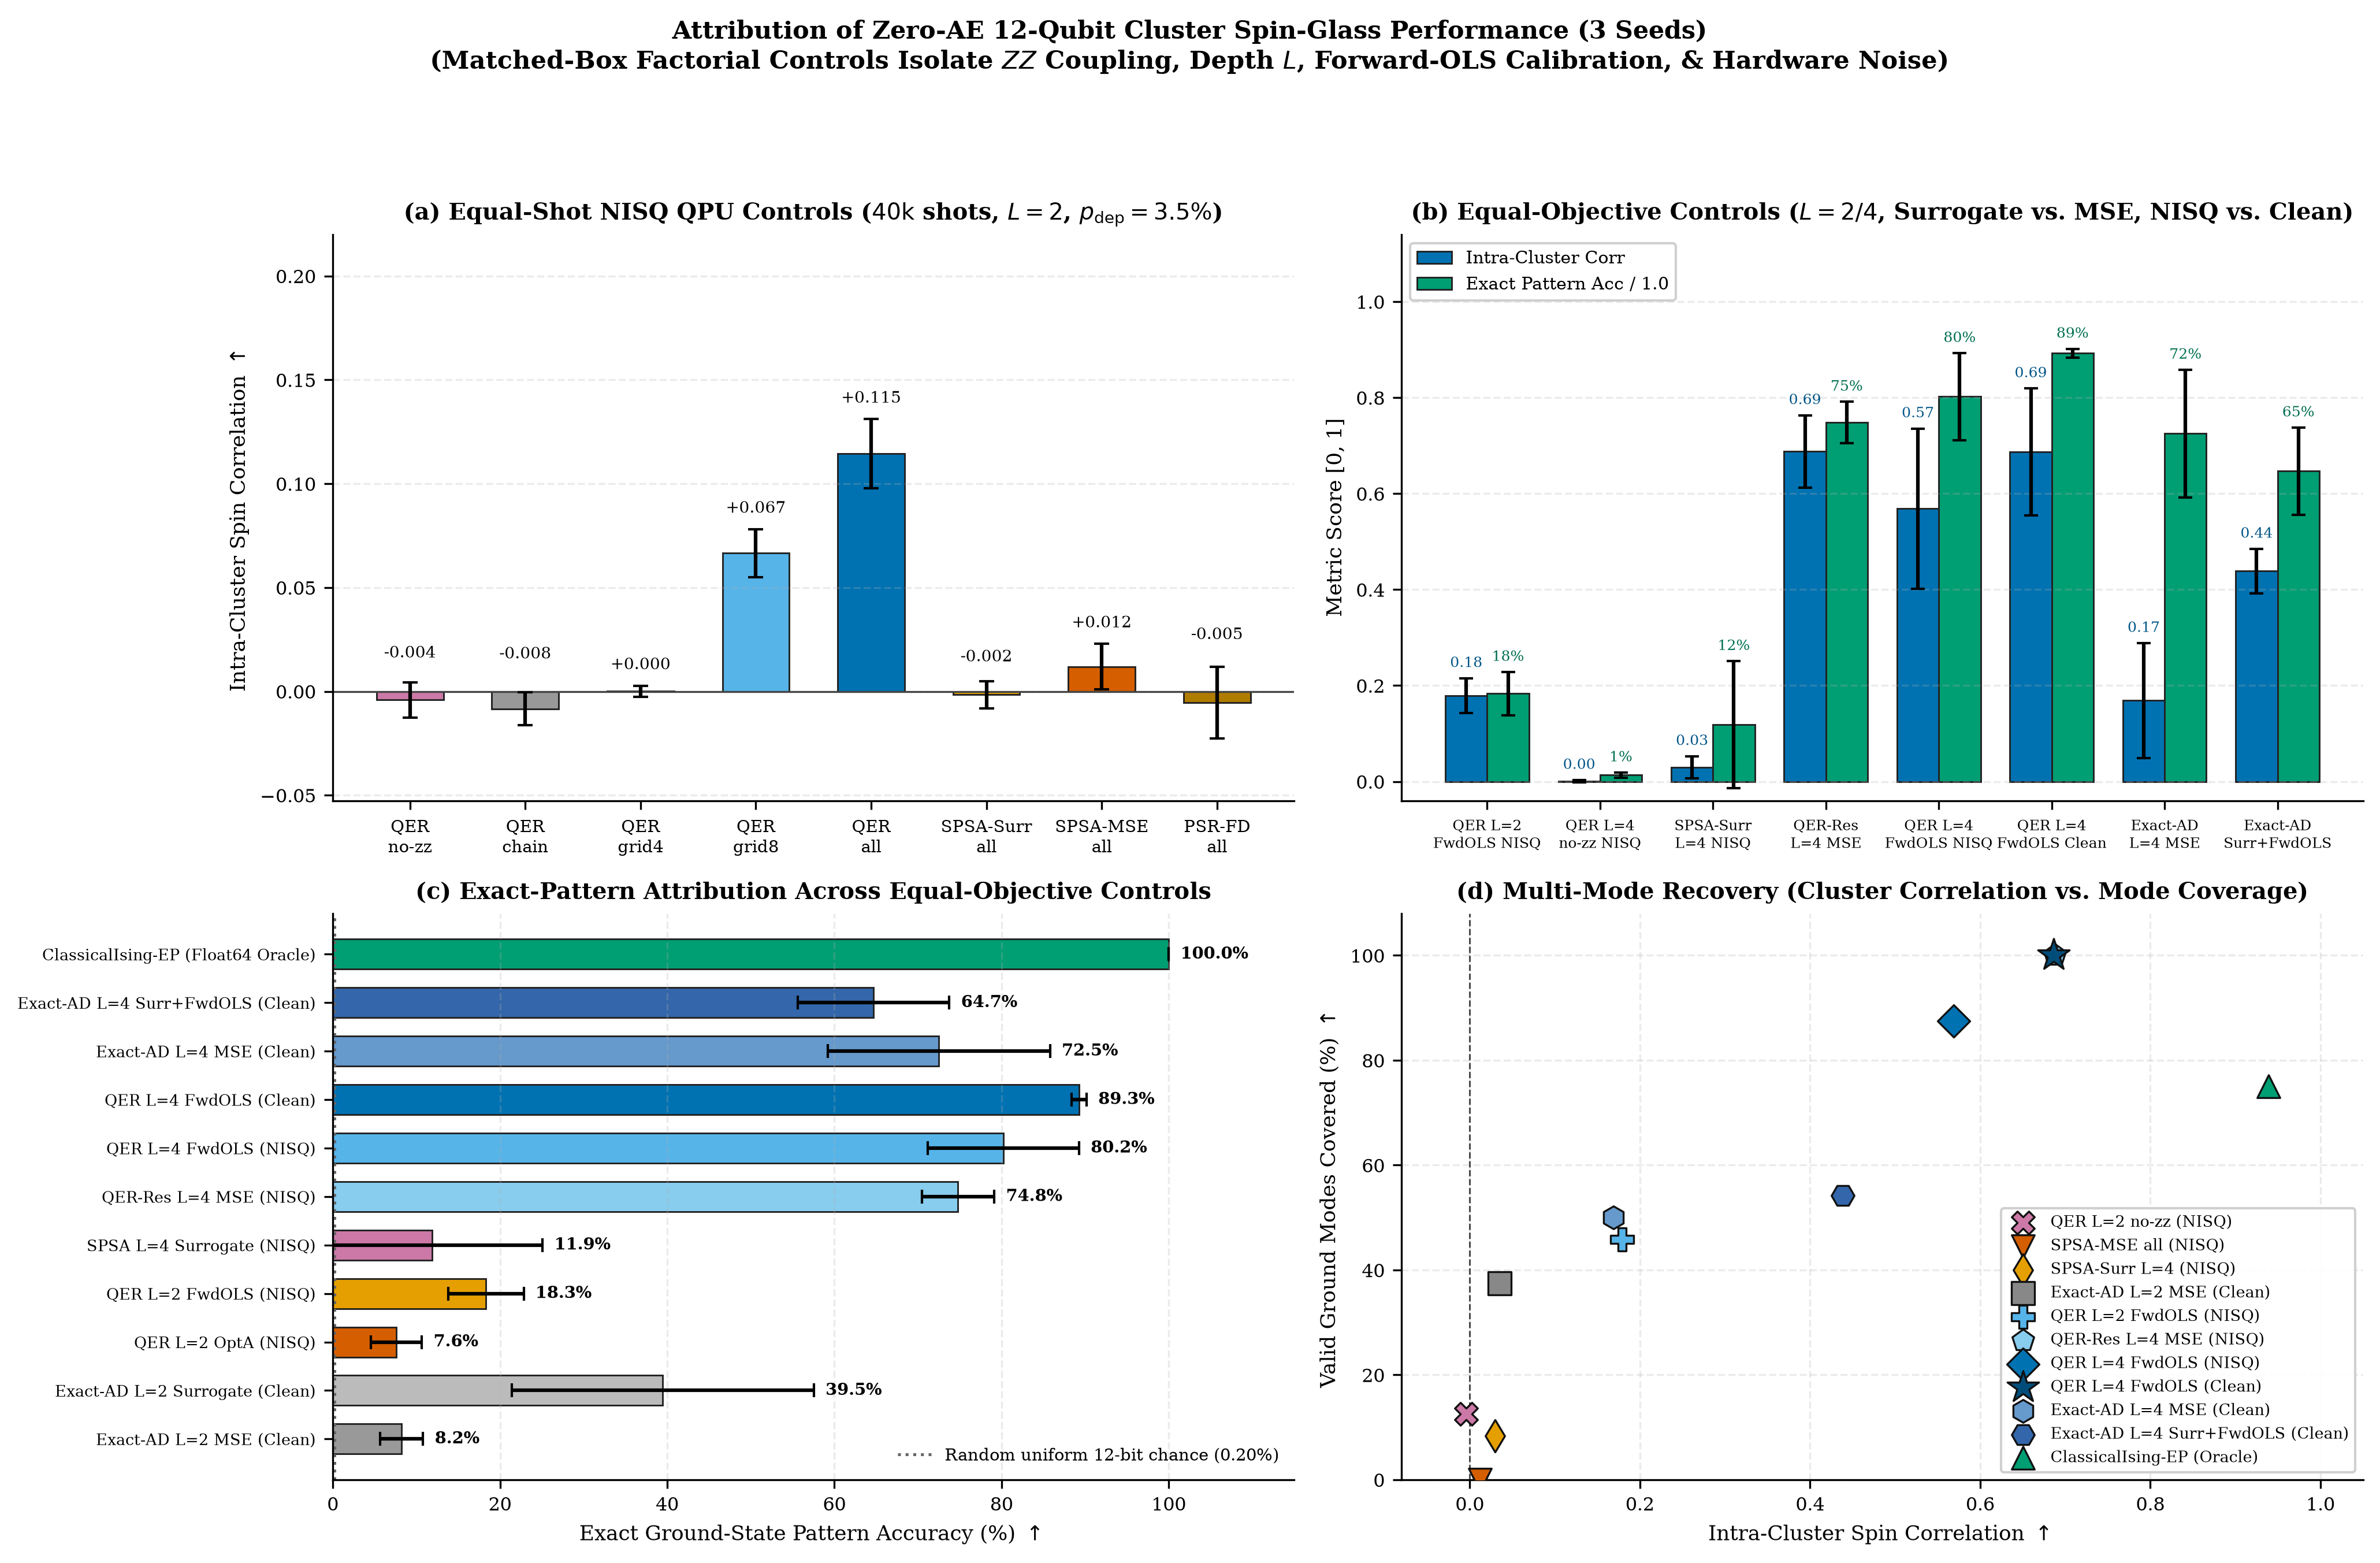 Attribution of Zero-AE 12-Qubit Cluster Spin-Glass Performance (3 Seeds)
(Matched-Box Factorial Controls Isolate ZZ Coupling, Depth L, Forward-OLS Calibration, & Hardware Noise)
(a) Equal-Shot NISQ QPU Controls (40k shots, L = 2, p_dep = 3.5%)
Intra-Cluster Spin Correlation ↑
0.20
0.15
0.10
0.05
0.00
−0.05
-0.004
-0.008
+0.000
+0.067
+0.115
-0.002
+0.012
-0.005
QER no-zz
QER chain
QER grid4
QER grid8
QER all
SPSA-Surr all
SPSA-MSE all
PSR-FD all
(b) Equal-Objective Controls (L = 2/4, Surrogate vs. MSE, NISQ vs. Clean)
Intra-Cluster Corr
Exact Pattern Acc / 1.0
Metric Score [0, 1]
1.0
0.8
0.6
0.4
0.2
0.0
0.18
18%
0.00
1%
0.03
12%
0.69
75%
0.57
80%
0.69
89%
0.17
72%
0.44
65%
QER L=2 FwdOLS NISQ
QER L=4 no-zz NISQ
SPSA-Surr L=4 NISQ
QER-Res L=4 MSE
QER L=4 FwdOLS NISQ
QER L=4 FwdOLS Clean
Exact-AD L=4 MSE
Exact-AD Surr+FwdOLS
(c) Exact-Pattern Attribution Across Equal-Objective Controls
ClassicalIsing-EP (Float64 Oracle)
100.0%
Exact-AD L=4 Surr+FwdOLS (Clean)
64.7%
Exact-AD L=4 MSE (Clean)
72.5%
QER L=4 FwdOLS (Clean)
89.3%
QER L=4 FwdOLS (NISQ)
80.2%
QER-Res L=4 MSE (NISQ)
74.8%
SPSA L=4 Surrogate (NISQ)
11.9%
QER L=2 FwdOLS (NISQ)
18.3%
QER L=2 OptA (NISQ)
7.6%
Exact-AD L=2 Surrogate (Clean)
39.5%
Exact-AD L=2 MSE (Clean)
8.2%
Random uniform 12-bit chance (0.20%)
0 20 40 60 80 100
Exact Ground-State Pattern Accuracy (%) ↑
(d) Multi-Mode Recovery (Cluster Correlation vs. Mode Coverage)
Valid Ground Modes Covered (%) ↑
100
80
60
40
20
0
QER L=2 no-zz (NISQ)
SPSA-MSE all (NISQ)
SPSA-Surr L=4 (NISQ)
Exact-AD L=2 MSE (Clean)
QER L=2 FwdOLS (NISQ)
QER-Res L=4 MSE (NISQ)
QER L=4 FwdOLS (NISQ)
QER L=4 FwdOLS (Clean)
Exact-AD L=4 MSE (Clean)
Exact-AD L=4 Surr+FwdOLS (Clean)
ClassicalIsing-EP (Oracle)
0.0 0.2 0.4 0.6 0.8 1.0
Intra-Cluster Spin Correlation ↑